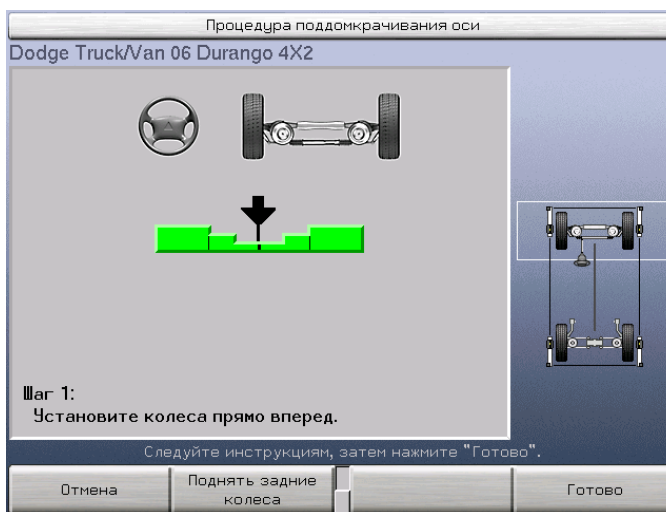 Процедура поддомкрачивания оси
Dodge Truck/Van 06 Durango 4X2
Шаг 1:
Установите колеса прямо вперед.
Следуйте инструкциям, затем нажмите "Готово".
Отмена
Поднять задние
колеса
Готово